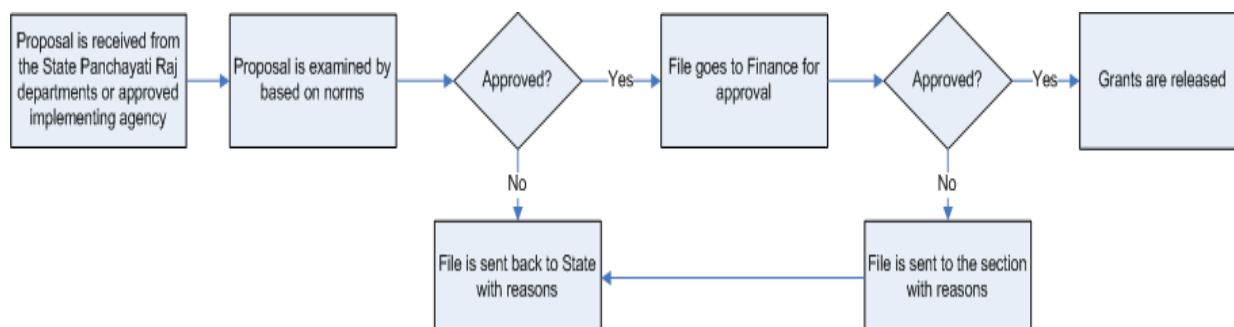 Proposal is received from
the State Panchayati Raj
departments or approved
implementing agency
Proposal is examined by
based on norms
Approved?
Yes
File goes to Finance for
approval
Approved?
Yes
Grants are released
No
No
File is sent back to State
with reasons
File is sent to the section
with reasons